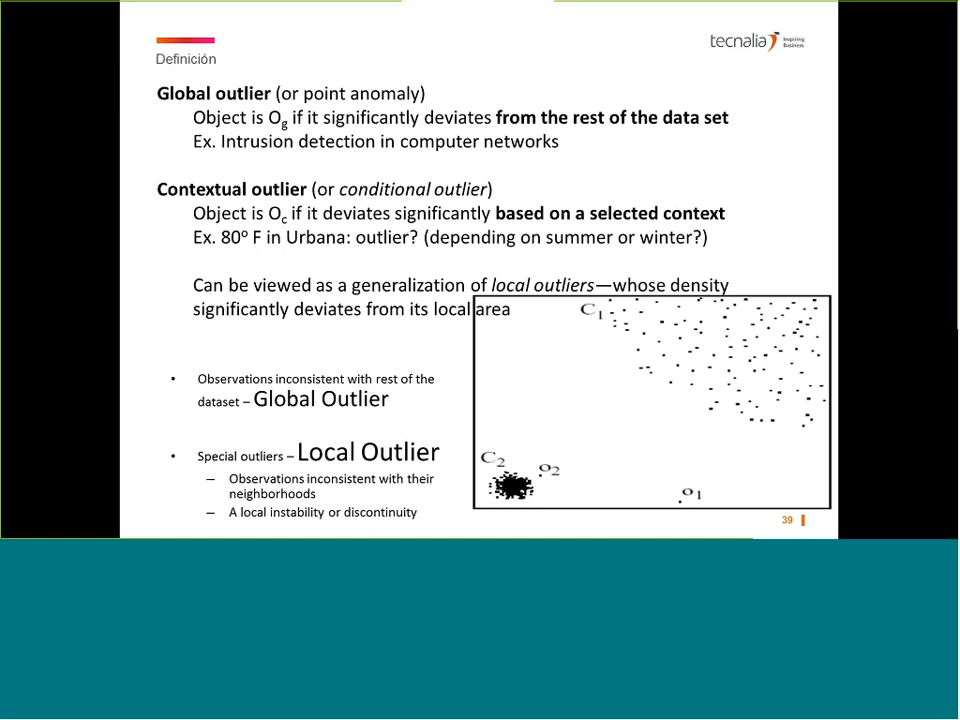 tecnalia Inspiring Business
Definición
Global outlier (or point anomaly)
Object is Og if it significantly deviates from the rest of the data set
Ex. Intrusion detection in computer networks
Contextual outlier (or conditional outlier)
Object is Oc if it deviates significantly based on a selected context
Ex. 80o F in Urbana: outlier? (depending on summer or winter?)
Can be viewed as a generalization of local outliers—whose density
significantly deviates from its local area
C1
• Observations inconsistent with rest of the
dataset – Global Outlier
• Special outliers – Local Outlier
– Observations inconsistent with their
neighborhoods
– A local instability or discontinuity
C2
o2
o1
39